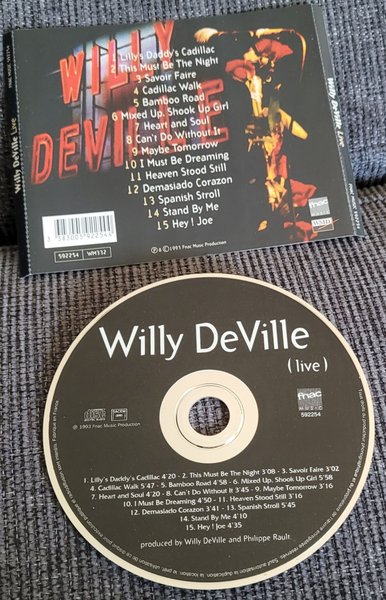 WILLY
DEVILLE
1 Lilly's Daddy's Cadillac
2 This Must Be The Night
3 Savoir Faire
4 Cadillac Walk
5 Bamboo Road
6 Mixed Up, Shook Up Girl
7 Heart and Soul
8 Can't Do Without It
9 Maybe Tomorrow
10 I Must Be Dreaming
11 Heaven Stood Still
12 Demasiado Corazon
13 Spanish Stroll
14 Stand By Me
15 Hey ! Joe
℗ & © 1993 Fnac Music Production
592254 WM332
fnac
Willy DeVille Live
Willy DeVille Live
Willy DeVille
(live)
fnac
592254
SACEM
℗ 1993 Fnac Music Production
1. Lilly's Daddy's Cadillac 4'20 - 2. This Must Be The Night 3'08 - 3. Savoir Faire 3'02
4. Cadillac Walk 5'47 - 5. Bamboo Road 4'58 - 6. Mixed Up, Shook Up Girl 5'58
7. Heart and Soul 4'20 - 8. Can't Do Without It 3'45 - 9. Maybe Tomorrow 3'16
10. I Must Be Dreaming 4'50 - 11. Heaven Stood Still 3'16
12. Demasiado Corazon 3'41 - 13. Spanish Stroll 5'45
14. Stand By Me 4'10
15. Hey ! Joe 4'35
produced by Willy DeVille and Philippe Rault.